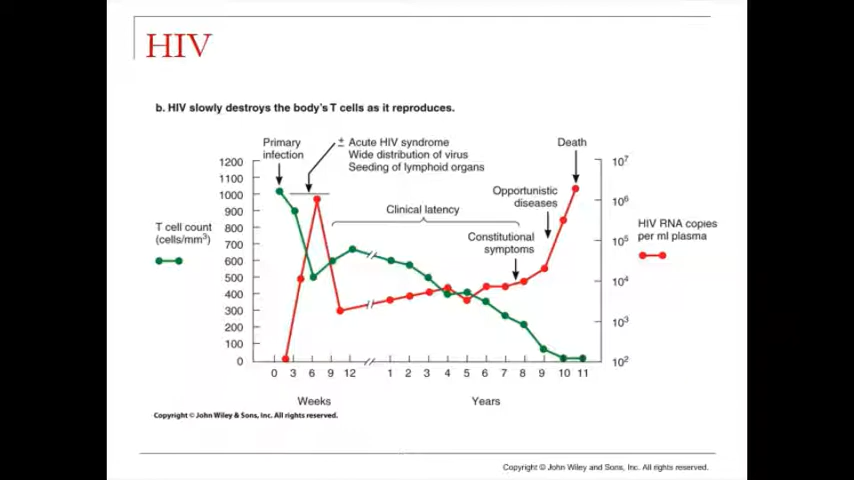 HIV
b. HIV slowly destroys the body's T cells as it reproduces.
Primary
infection
± Acute HIV syndrome
Wide distribution of virus
Seeding of lymphoid organs
Death
Opportunistic
diseases
Clinical latency
Constitutional
symptoms
T cell count
(cells/mm³)
1200
1100
1000
900
800
700
600
500
400
300
200
100
0
10⁷
10⁶
10⁵
10⁴
10³
10²
HIV RNA copies
per ml plasma
0 3 6 9 12 1 2 3 4 5 6 7 8 9 10 11
Weeks Years
Copyright © John Wiley & Sons, Inc. All rights reserved.
Copyright © John Wiley and Sons, Inc. All rights reserved.